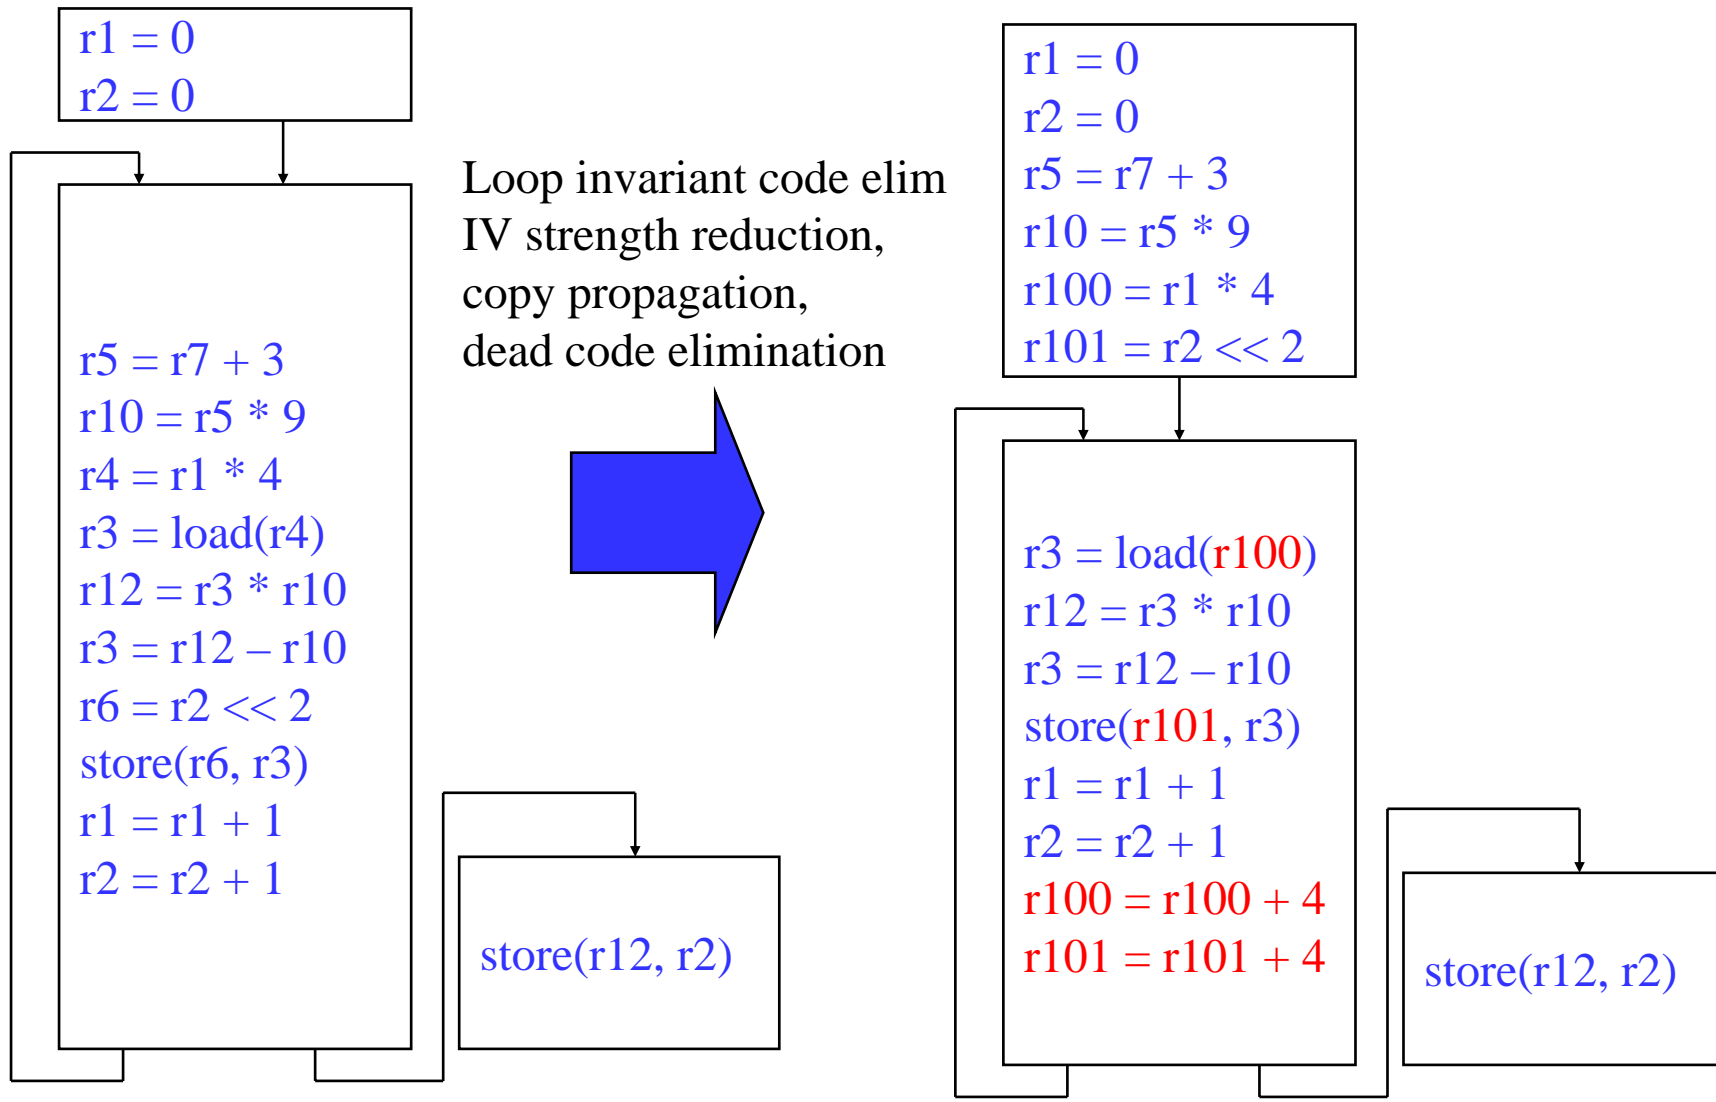 r1 = 0
r2 = 0
r5 = r7 + 3
r10 = r5 * 9
r4 = r1 * 4
r3 = load(r4)
r12 = r3 * r10
r3 = r12 – r10
r6 = r2 << 2
store(r6, r3)
r1 = r1 + 1
r2 = r2 + 1
store(r12, r2)
Loop invariant code elim
IV strength reduction,
copy propagation,
dead code elimination
r1 = 0
r2 = 0
r5 = r7 + 3
r10 = r5 * 9
r100 = r1 * 4
r101 = r2 << 2
r3 = load(r100)
r12 = r3 * r10
r3 = r12 – r10
store(r101, r3)
r1 = r1 + 1
r2 = r2 + 1
r100 = r100 + 4
r101 = r101 + 4
store(r12, r2)